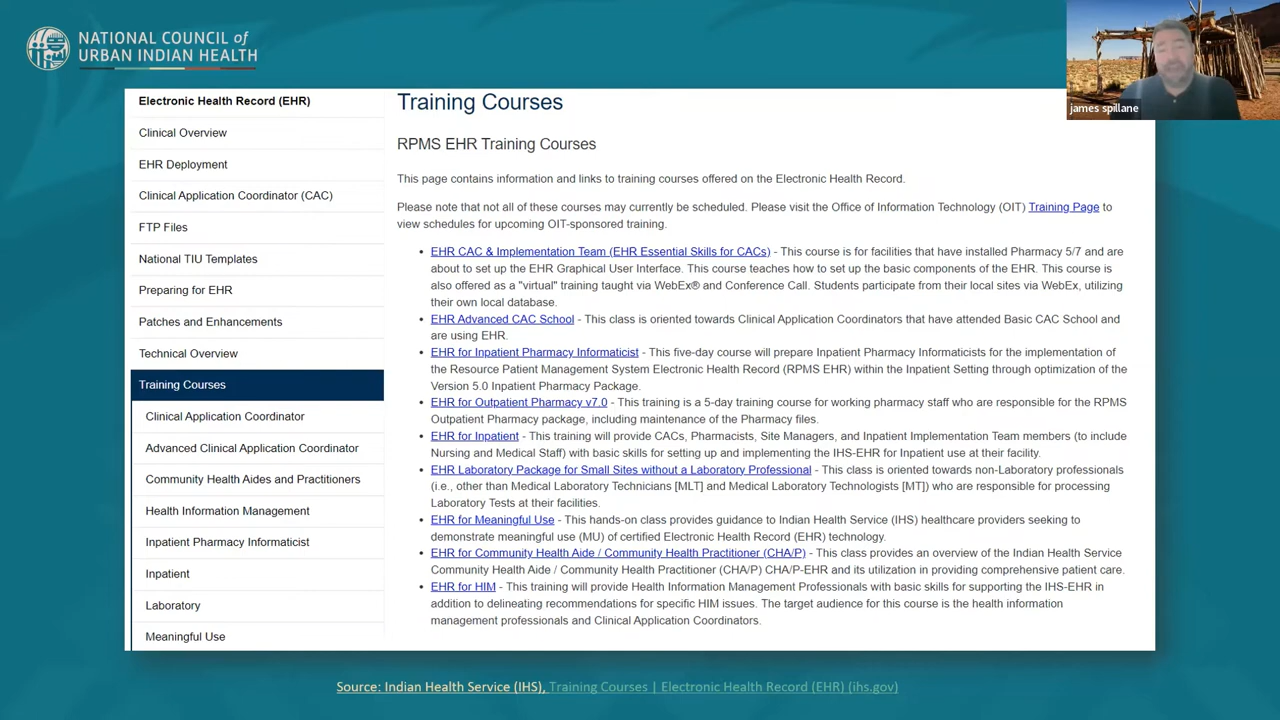 NATIONAL COUNCIL of
URBAN INDIAN HEALTH
james spillane
Electronic Health Record (EHR)
Clinical Overview
EHR Deployment
Clinical Application Coordinator (CAC)
FTP Files
National TIU Templates
Preparing for EHR
Patches and Enhancements
Technical Overview
Training Courses
Clinical Application Coordinator
Advanced Clinical Application Coordinator
Community Health Aides and Practitioners
Health Information Management
Inpatient Pharmacy Informaticist
Inpatient
Laboratory
Meaningful Use
Training Courses
RPMS EHR Training Courses
This page contains information and links to training courses offered on the Electronic Health Record.
Please note that not all of these courses may currently be scheduled. Please visit the Office of Information Technology (OIT) Training Page to
view schedules for upcoming OIT-sponsored training.
• EHR CAC & Implementation Team (EHR Essential Skills for CACs) - This course is for facilities that have installed Pharmacy 5/7 and are
about to set up the EHR Graphical User Interface. This course teaches how to set up the basic components of the EHR. This course is
also offered as a "virtual" training taught via WebEx® and Conference Call. Students participate from their local sites via WebEx, utilizing
their own local database.
• EHR Advanced CAC School - This class is oriented towards Clinical Application Coordinators that have attended Basic CAC School and
are using EHR.
• EHR for Inpatient Pharmacy Informaticist - This five-day course will prepare Inpatient Pharmacy Informaticists for the implementation of
the Resource Patient Management System Electronic Health Record (RPMS EHR) within the Inpatient Setting through optimization of the
Version 5.0 Inpatient Pharmacy Package.
• EHR for Outpatient Pharmacy v7.0 - This training is a 5-day training course for working pharmacy staff who are responsible for the RPMS
Outpatient Pharmacy package, including maintenance of the Pharmacy files.
• EHR for Inpatient - This training will provide CACs, Pharmacists, Site Managers, and Inpatient Implementation Team members (to include
Nursing and Medical Staff) with basic skills for setting up and implementing the IHS-EHR for Inpatient use at their facility.
• EHR Laboratory Package for Small Sites without a Laboratory Professional - This class is oriented towards non-Laboratory professionals
(i.e., other than Medical Laboratory Technicians [MLT] and Medical Laboratory Technologists [MT]) who are responsible for processing
Laboratory Tests at their facilities.
• EHR for Meaningful Use - This hands-on class provides guidance to Indian Health Service (IHS) healthcare providers seeking to
demonstrate meaningful use (MU) of certified Electronic Health Record (EHR) technology.
• EHR for Community Health Aide / Community Health Practitioner (CHA/P) - This class provides an overview of the Indian Health Service
Community Health Aide / Community Health Practitioner (CHA/P) CHA/P-EHR and its utilization in providing comprehensive patient care.
• EHR for HIM - This training will provide Health Information Management Professionals with basic skills for supporting the IHS-EHR in
addition to delineating recommendations for specific HIM issues. The target audience for this course is the health information
management professionals and Clinical Application Coordinators.
Source: Indian Health Service (IHS), Training Courses | Electronic Health Record (EHR) (ihs.gov)